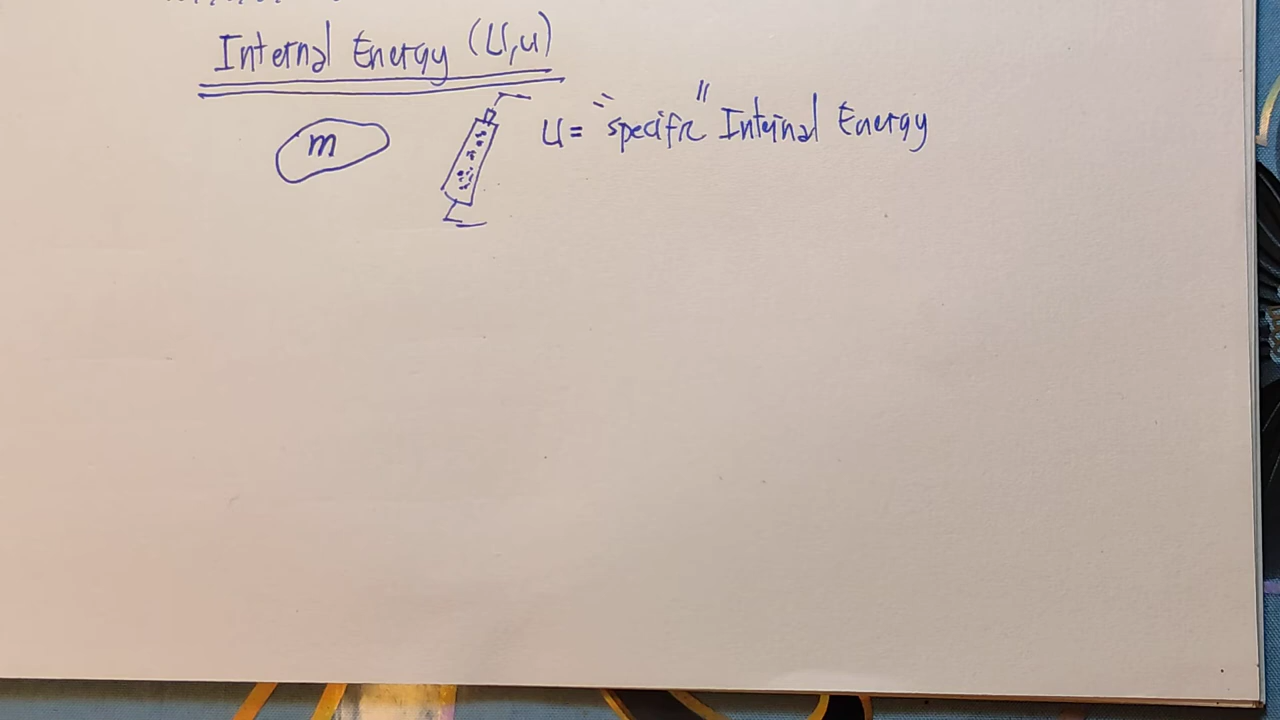 Internal Energy (U,u)
m
u = "specific" Internal Energy